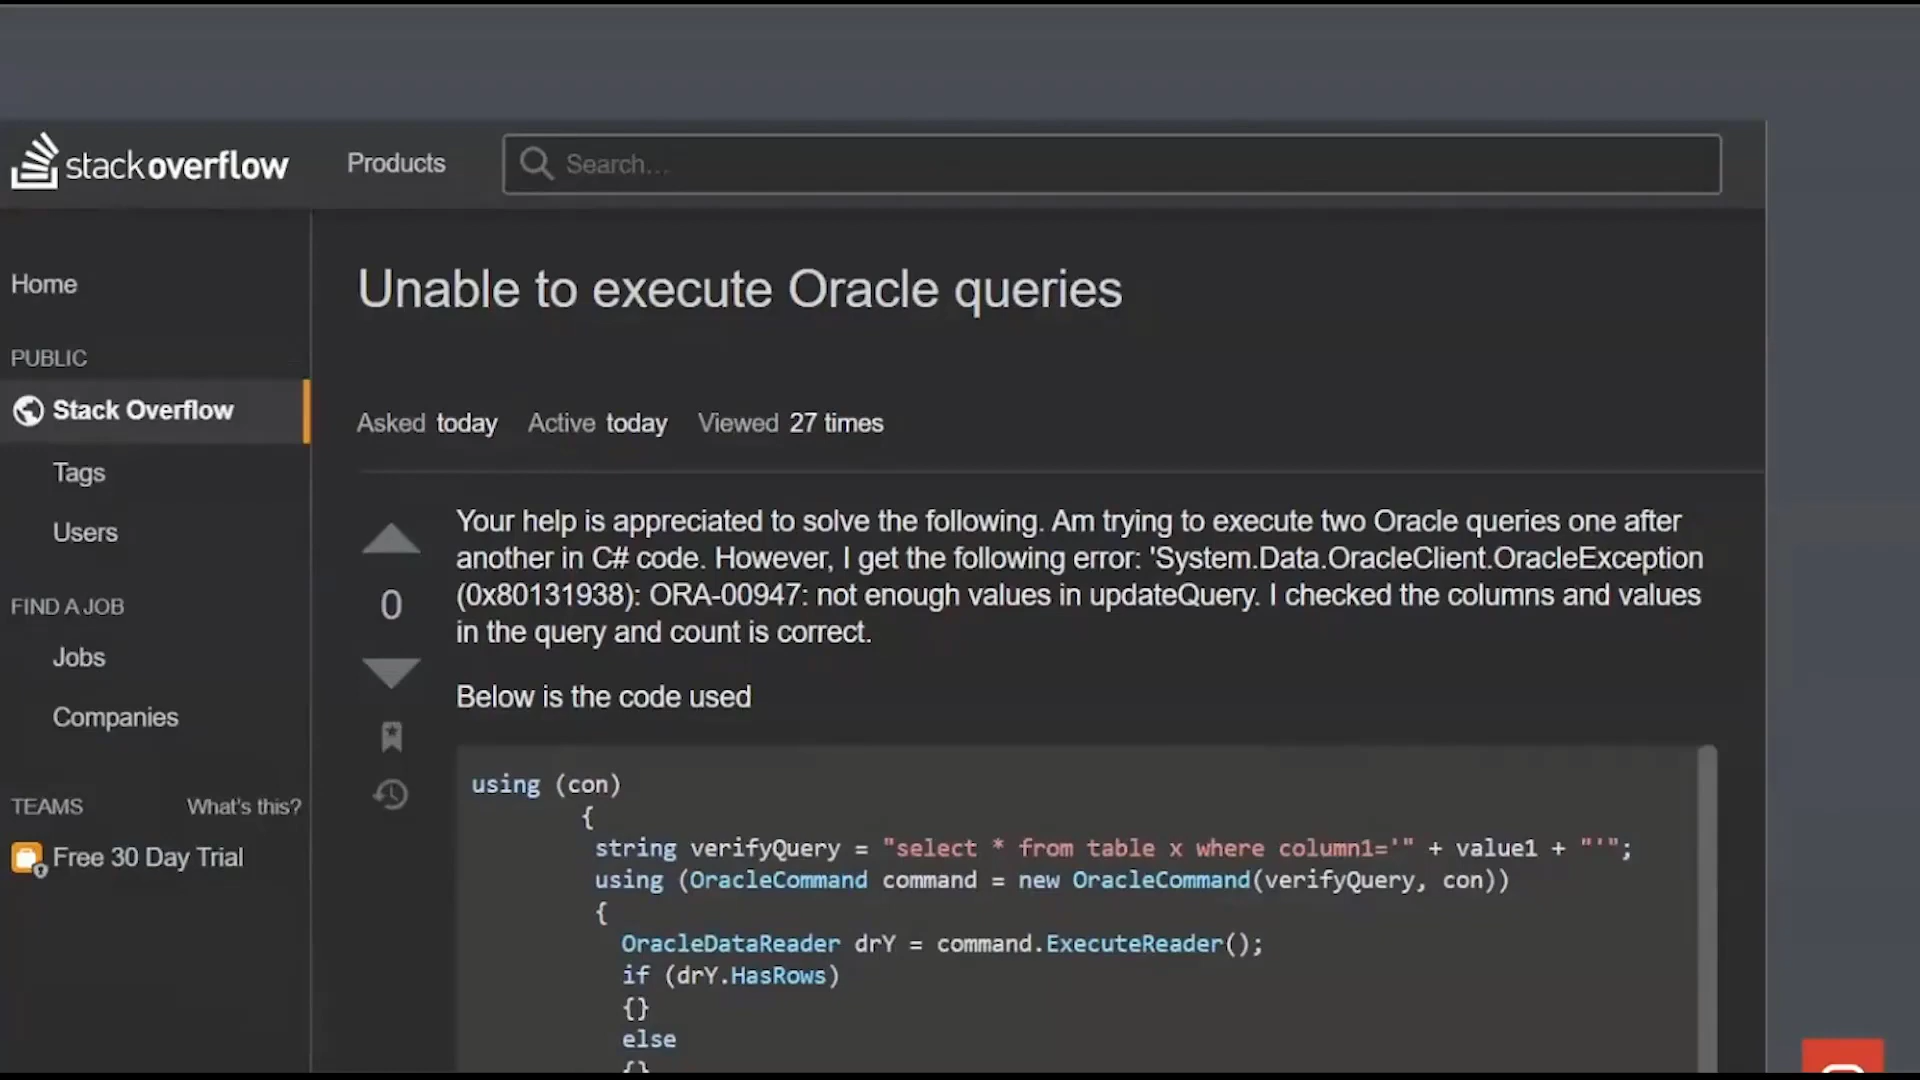 stackoverflow
Products
Search...
Home
PUBLIC
Stack Overflow
Tags
Users
FIND A JOB
Jobs
Companies
TEAMS What's this?
Free 30 Day Trial
Unable to execute Oracle queries
Asked today Active today Viewed 27 times
0
Your help is appreciated to solve the following. Am trying to execute two Oracle queries one after
another in C# code. However, I get the following error: 'System.Data.OracleClient.OracleException
(0x80131938): ORA-00947: not enough values in updateQuery. I checked the columns and values
in the query and count is correct.
Below is the code used
using (con)
{
string verifyQuery = "select * from table x where column1='" + value1 + "'";
using (OracleCommand command = new OracleCommand(verifyQuery, con))
{
OracleDataReader drY = command.ExecuteReader();
if (drY.HasRows)
{}
else
{}